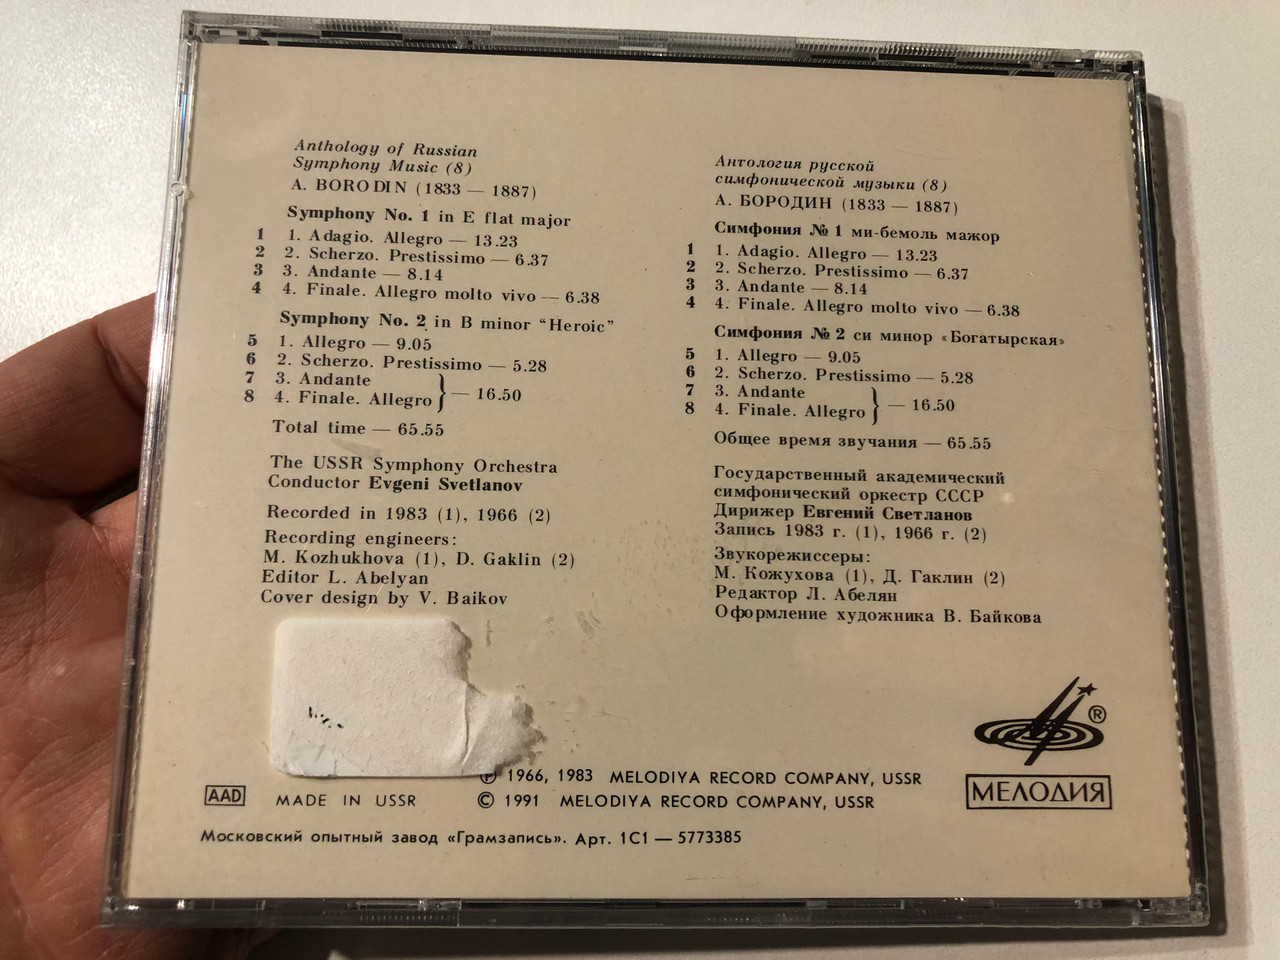 Anthology of Russian
Symphony Music (8)
A. BORODIN (1833 — 1887)
Symphony No. 1 in E flat major
1 1. Adagio. Allegro — 13.23
2 2. Scherzo. Prestissimo — 6.37
3 3. Andante — 8.14
4 4. Finale. Allegro molto vivo — 6.38
Symphony No. 2 in B minor “Heroic”
5 1. Allegro — 9.05
6 2. Scherzo. Prestissimo — 5.28
7 3. Andante
8 4. Finale. Allegro } — 16.50
Total time — 65.55
The USSR Symphony Orchestra
Conductor Evgeni Svetlanov
Recorded in 1983 (1), 1966 (2)
Recording engineers:
M. Kozhukhova (1), D. Gaklin (2)
Editor L. Abelyan
Cover design by V. Baikov
Антология русской
симфонической музыки (8)
А. БОРОДИН (1833 — 1887)
Симфония № 1 ми-бемоль мажор
1 1. Adagio. Allegro — 13.23
2 2. Scherzo. Prestissimo — 6.37
3 3. Andante — 8.14
4 4. Finale. Allegro molto vivo — 6.38
Симфония № 2 си минор «Богатырская»
5 1. Allegro — 9.05
6 2. Scherzo. Prestissimo — 5.28
7 3. Andante
8 4. Finale. Allegro } — 16.50
Общее время звучания — 65.55
Государственный академический
симфонический оркестр СССР
Дирижер Евгений Светланов
Запись 1983 г. (1), 1966 г. (2)
Звукорежиссеры:
М. Кожухова (1), Д. Гаклин (2)
Редактор Л. Абелян
Оформление художника В. Байкова
®
МЕЛОДИЯ
℗ 1966, 1983 MELODIYA RECORD COMPANY, USSR
AAD MADE IN USSR © 1991 MELODIYA RECORD COMPANY, USSR
Московский опытный завод «Грамзапись». Арт. 1С1 — 5773385